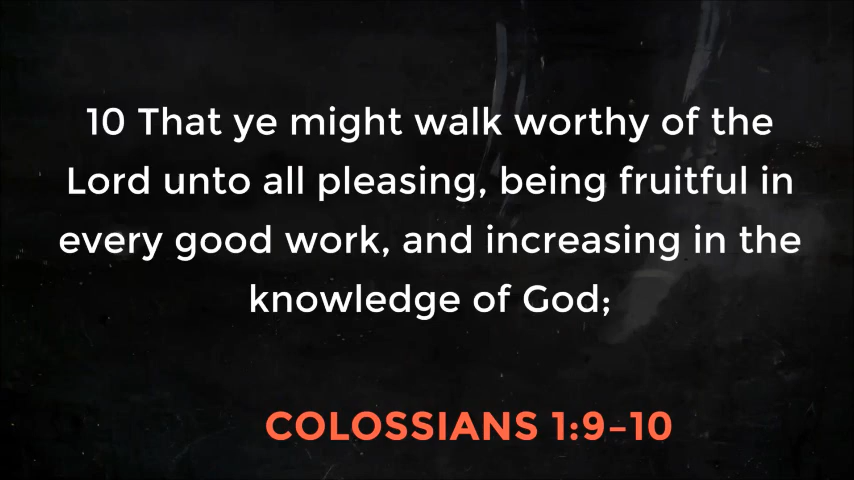 10 That ye might walk worthy of the
Lord unto all pleasing, being fruitful in
every good work, and increasing in the
knowledge of God;
COLOSSIANS 1:9–10